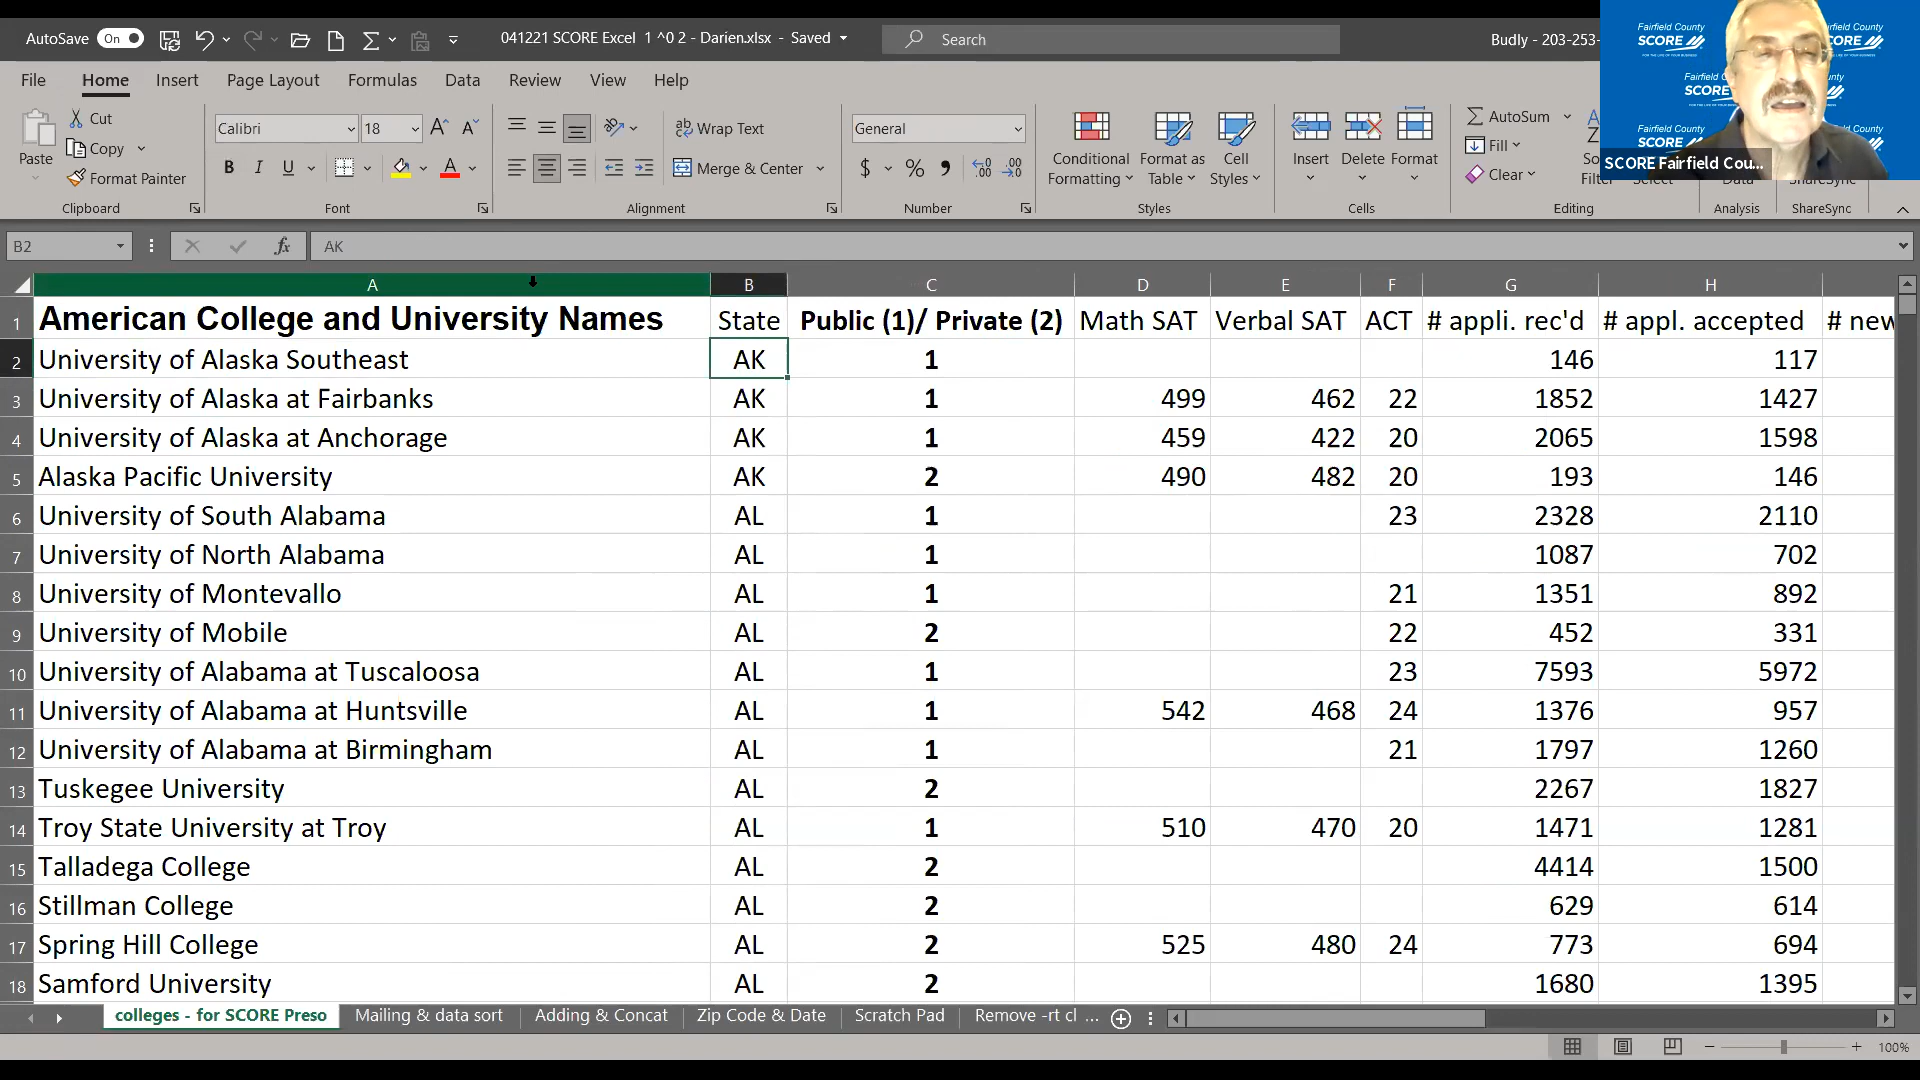 AutoSave On 041221 SCORE Excel 1 ^0 2 - Darien.xlsx - Saved Search Budly - 203-253-
File Home Insert Page Layout Formulas Data Review View Help
Paste Cut Copy Format Painter
Clipboard
Calibri 18
B I U
Font
Wrap Text
Merge & Center
Alignment
General
$ % ,
Number
Conditional Formatting Format as Table Cell Styles
Styles
Insert Delete Format
Cells
AutoSum
Fill
Clear
Editing
Analysis
ShareSync
Fairfield County
SCORE
SCORE Fairfield Cou...
B2 fx AK
A B C D E F G H
1 American College and University Names State Public (1)/ Private (2) Math SAT Verbal SAT ACT # appli. rec'd # appl. accepted # new
2 University of Alaska Southeast AK 1 146 117
3 University of Alaska at Fairbanks AK 1 499 462 22 1852 1427
4 University of Alaska at Anchorage AK 1 459 422 20 2065 1598
5 Alaska Pacific University AK 2 490 482 20 193 146
6 University of South Alabama AL 1 23 2328 2110
7 University of North Alabama AL 1 1087 702
8 University of Montevallo AL 1 21 1351 892
9 University of Mobile AL 2 22 452 331
10 University of Alabama at Tuscaloosa AL 1 23 7593 5972
11 University of Alabama at Huntsville AL 1 542 468 24 1376 957
12 University of Alabama at Birmingham AL 1 21 1797 1260
13 Tuskegee University AL 2 2267 1827
14 Troy State University at Troy AL 1 510 470 20 1471 1281
15 Talladega College AL 2 4414 1500
16 Stillman College AL 2 629 614
17 Spring Hill College AL 2 525 480 24 773 694
18 Samford University AL 2 1680 1395
colleges - for SCORE Preso Mailing & data sort Adding & Concat Zip Code & Date Scratch Pad Remove -rt cl ...
100%